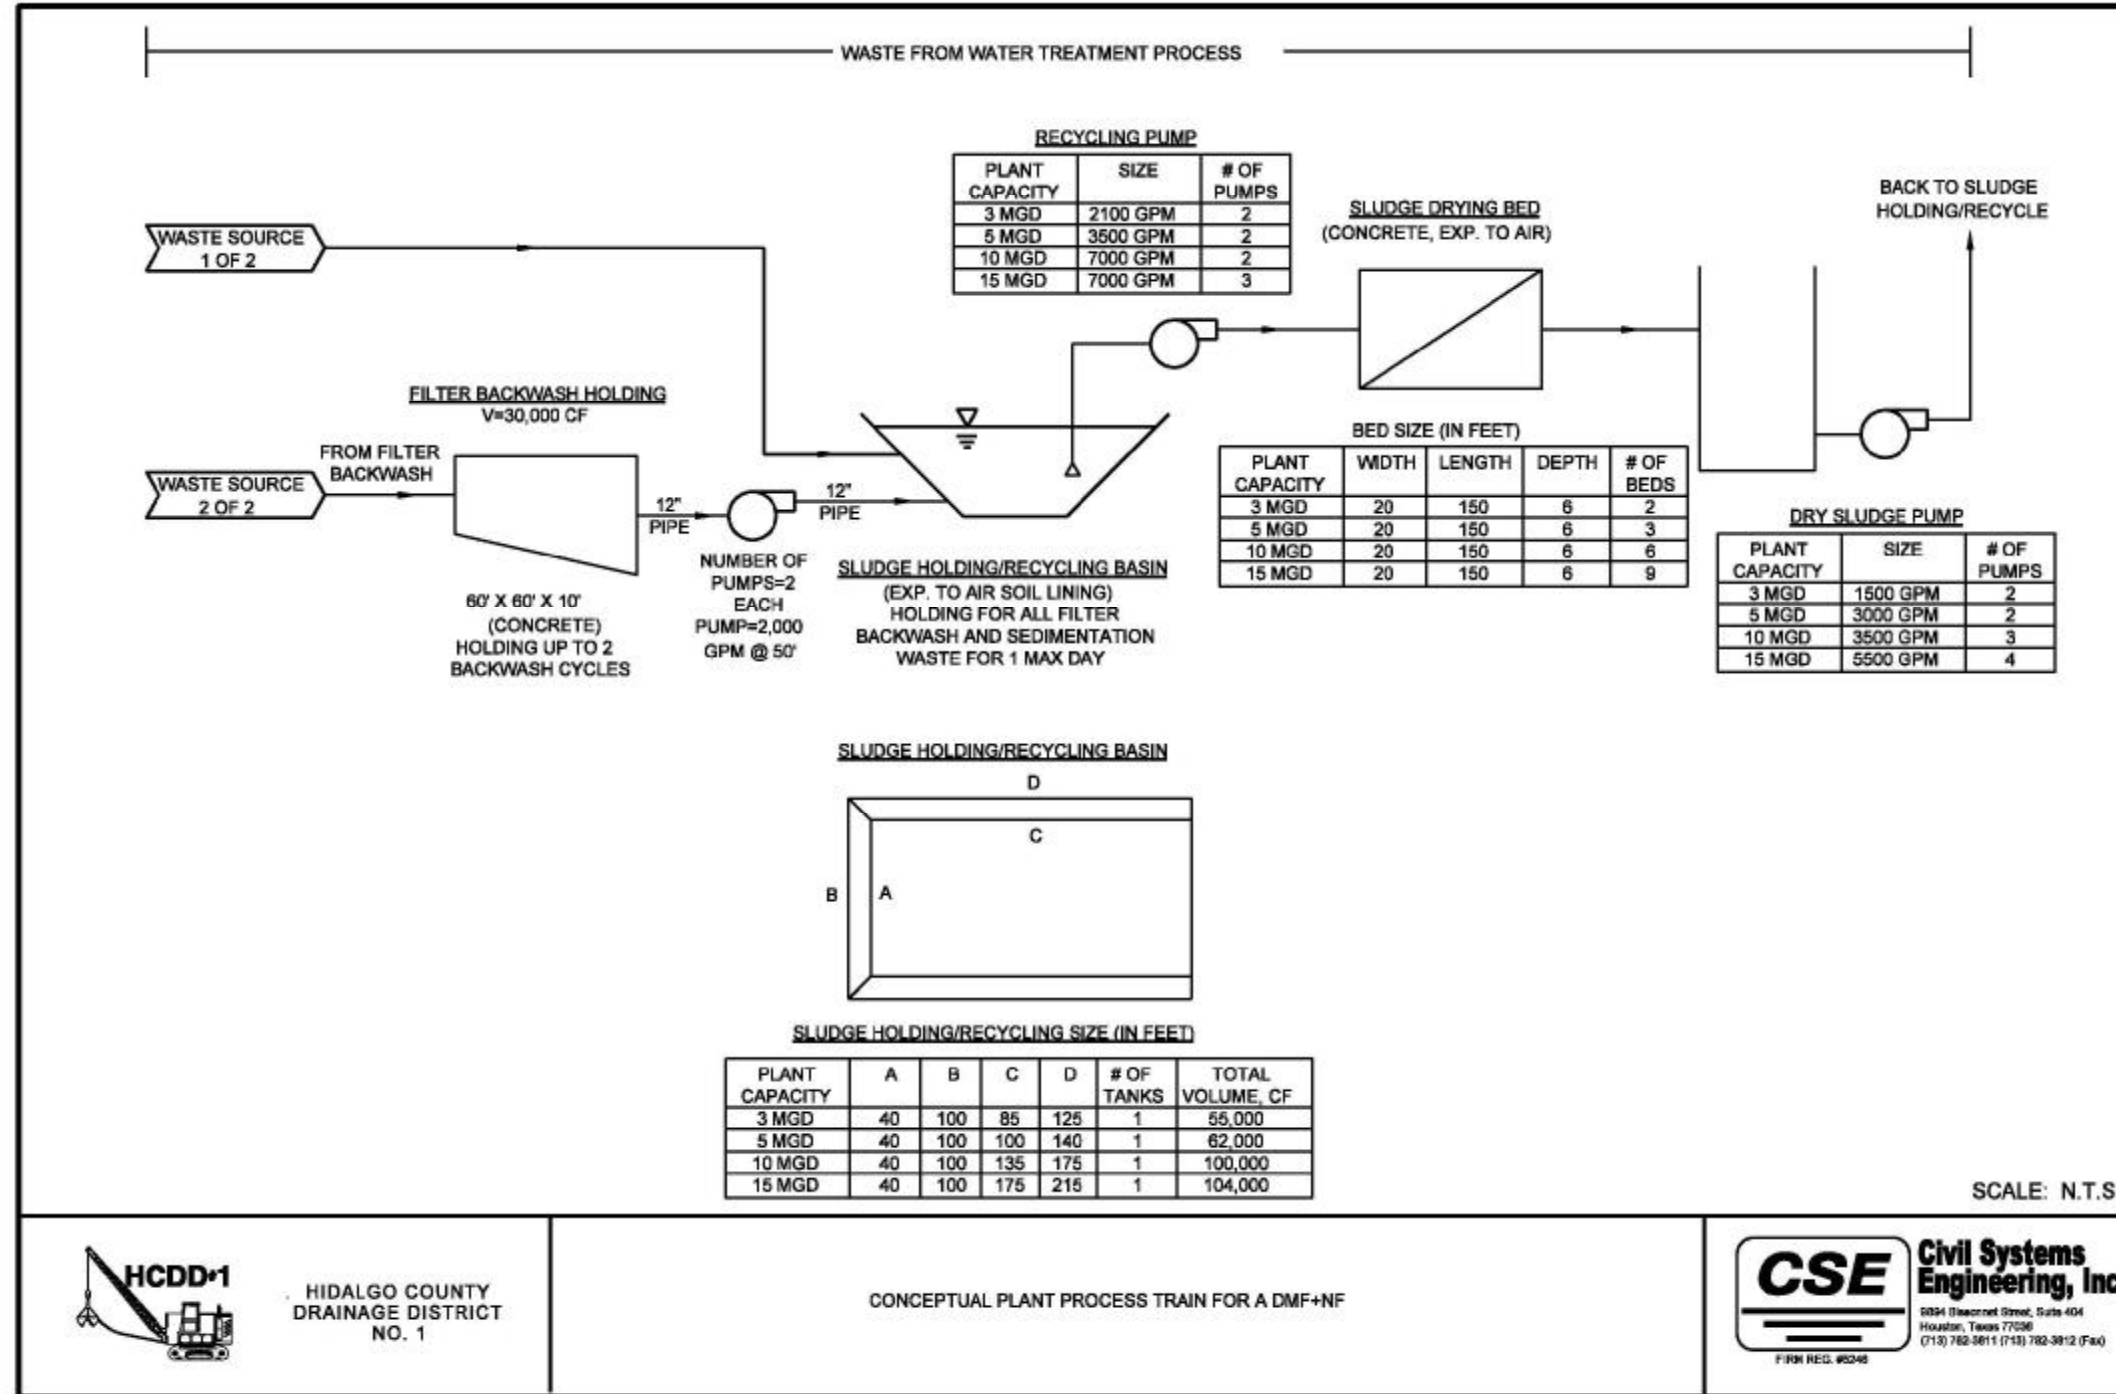 WASTE FROM WATER TREATMENT PROCESS
RECYCLING PUMP
PLANT CAPACITY SIZE # OF PUMPS
3 MGD 2100 GPM 2
5 MGD 3500 GPM 2
10 MGD 7000 GPM 2
15 MGD 7000 GPM 3
WASTE SOURCE
1 OF 2
SLUDGE DRYING BED
(CONCRETE, EXP. TO AIR)
BACK TO SLUDGE
HOLDING/RECYCLE
FILTER BACKWASH HOLDING
V=30,000 CF
FROM FILTER
BACKWASH
WASTE SOURCE
2 OF 2
12"
PIPE
12"
PIPE
60' X 60' X 10'
(CONCRETE)
HOLDING UP TO 2
BACKWASH CYCLES
NUMBER OF
PUMPS=2
EACH
PUMP=2,000
GPM @ 50'
SLUDGE HOLDING/RECYCLING BASIN
(EXP. TO AIR SOIL LINING)
HOLDING FOR ALL FILTER
BACKWASH AND SEDIMENTATION
WASTE FOR 1 MAX DAY
BED SIZE (IN FEET)
PLANT CAPACITY WIDTH LENGTH DEPTH # OF BEDS
3 MGD 20 150 6 2
5 MGD 20 150 6 3
10 MGD 20 150 6 6
15 MGD 20 150 6 9
DRY SLUDGE PUMP
PLANT CAPACITY SIZE # OF PUMPS
3 MGD 1500 GPM 2
5 MGD 3000 GPM 2
10 MGD 3500 GPM 3
15 MGD 5500 GPM 4
SLUDGE HOLDING/RECYCLING BASIN
D
C
B
A
SLUDGE HOLDING/RECYCLING SIZE (IN FEET)
PLANT CAPACITY A B C D # OF TANKS TOTAL VOLUME, CF
3 MGD 40 100 85 125 1 55,000
5 MGD 40 100 100 140 1 62,000
10 MGD 40 100 135 175 1 100,000
15 MGD 40 100 175 215 1 104,000
SCALE: N.T.S
HCDD#1
HIDALGO COUNTY
DRAINAGE DISTRICT
NO. 1
CONCEPTUAL PLANT PROCESS TRAIN FOR A DMF+NF
CSE
FIRM REG.
Civil Systems
Engineering, Inc
Street, Suite 404
Houston, Texas
(713) 782-3811 (713) 782-3812 (Fax)